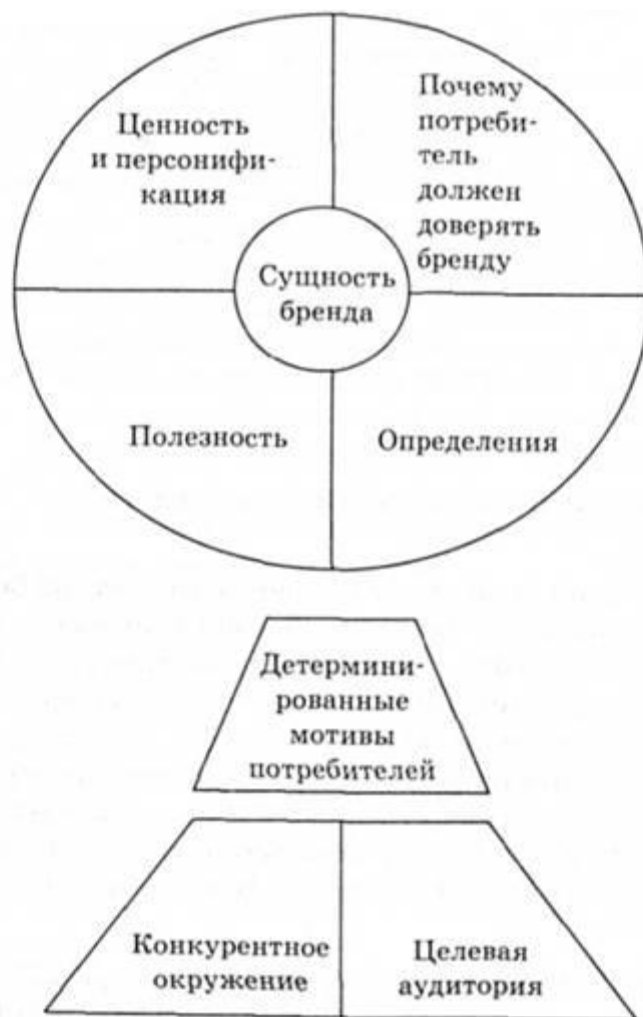 Ценность
и персонифи-
кация
Почему
потреби-
тель
должен
доверять
бренду
Сущность
бренда
Полезность
Определения
Детермини-
рованные
мотивы
потребителей
Конкурентное
окружение
Целевая
аудитория